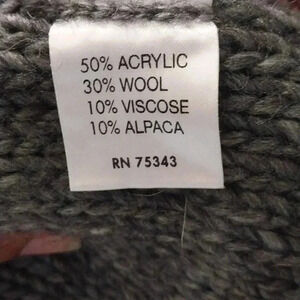 50% ACRYLIC
30% WOOL
10% VISCOSE
10% ALPACA
RN 75343